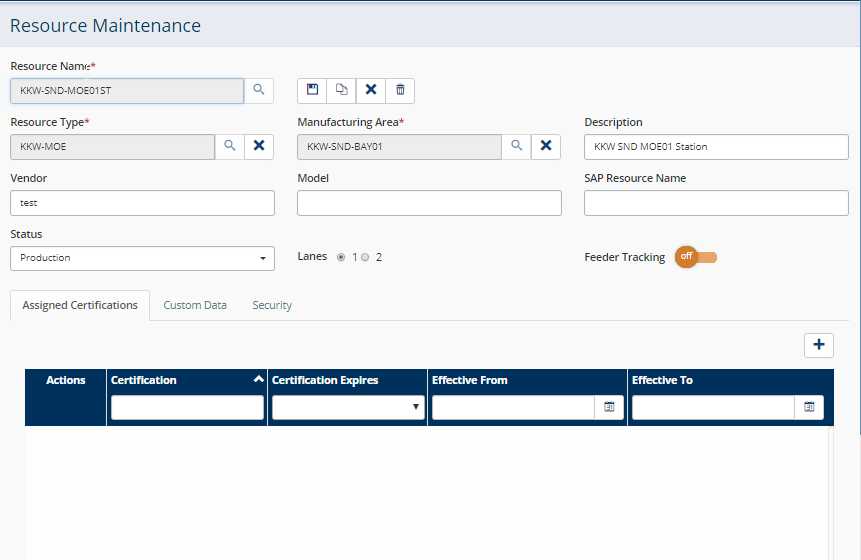 Resource Maintenance
Resource Name*
KKW-SND-MOE01ST
Resource Type*
Manufacturing Area*
Description
KKW-MOE
KKW-SND-BAY01
KKW SND MOE01 Station
Vendor
Model
SAP Resource Name
test
Status
Production
Lanes 1 2
Feeder Tracking off
Assigned Certifications Custom Data Security
Actions Certification Certification Expires Effective From Effective To